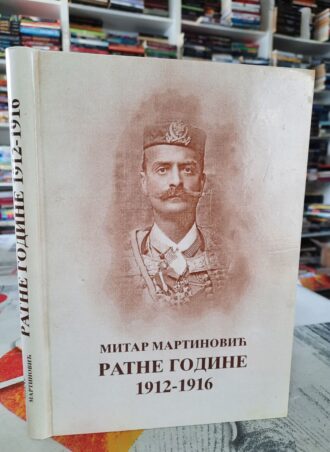 МИТАР МАРТИНОВИЋ
РАТНЕ ГОДИНЕ
1912-1916
МАРТИНОВИЋ РАТНЕ ГОДИНЕ 1912-1916